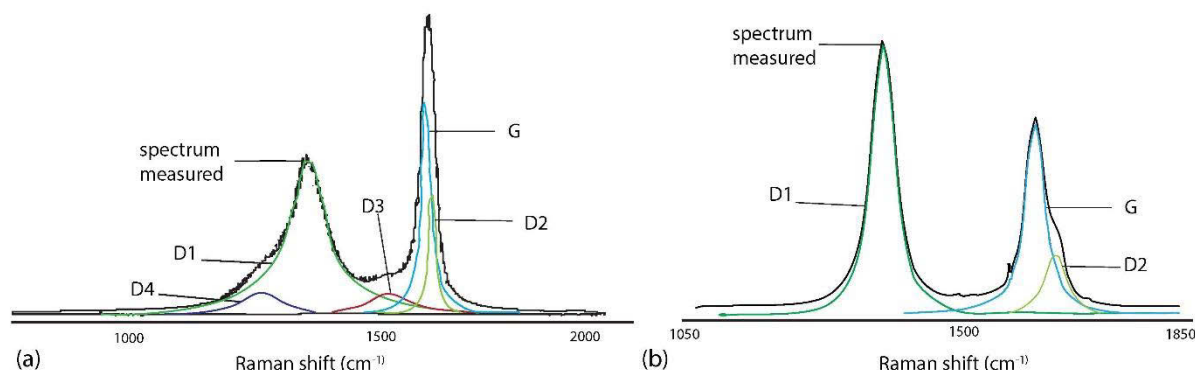 spectrum
measured
D1
D4
D3
G
D2
1000
1500
2000
(a)
Raman shift (cm⁻¹)
spectrum
measured
D1
G
D2
1050
1500
1850
(b)
Raman shift (cm⁻¹)